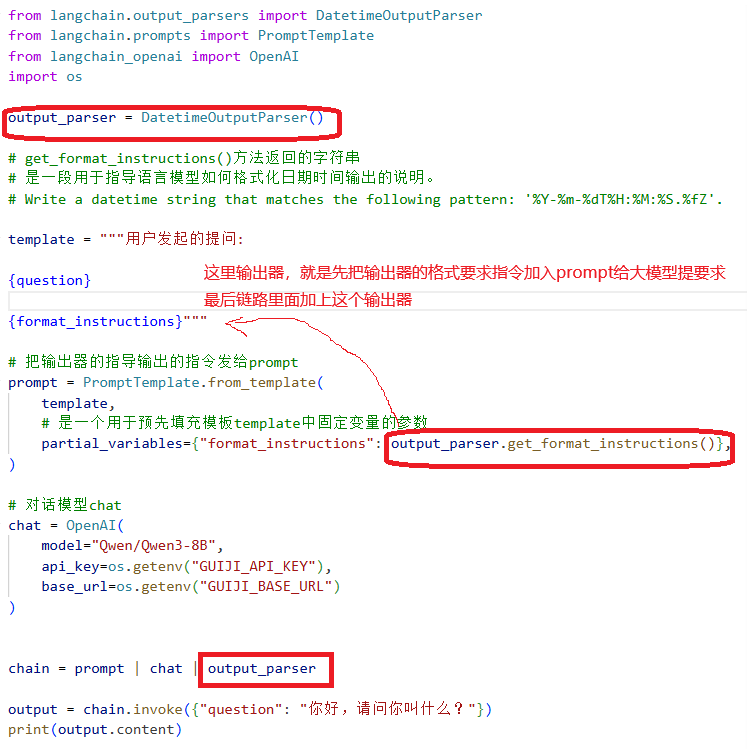 from langchain.output_parsers import DatetimeOutputParser
from langchain.prompts import PromptTemplate
from langchain_openai import OpenAI
import os

output_parser = DatetimeOutputParser()

# get_format_instructions()方法返回的字符串
# 是一段用于指导语言模型如何格式化日期时间输出的说明。
# Write a datetime string that matches the following pattern: '%Y-%m-%dT%H:%M:%S.%fZ'.

template = """用户发起的提问:

{question}
这里输出器，就是先把输出器的格式要求指令加入prompt给大模型提要求
最后链路里面加上这个输出器
{format_instructions}"""

# 把输出器的指导输出的指令发给prompt
prompt = PromptTemplate.from_template(
    template,
    # 是一个用于预先填充模板template中固定变量的参数
    partial_variables={"format_instructions": output_parser.get_format_instructions()},
)

# 对话模型chat
chat = OpenAI(
    model="Qwen/Qwen3-8B",
    api_key=os.getenv("GUIJI_API_KEY"),
    base_url=os.getenv("GUIJI_BASE_URL")
)

chain = prompt | chat | output_parser

output = chain.invoke({"question": "你好，请问你叫什么？"})
print(output.content)